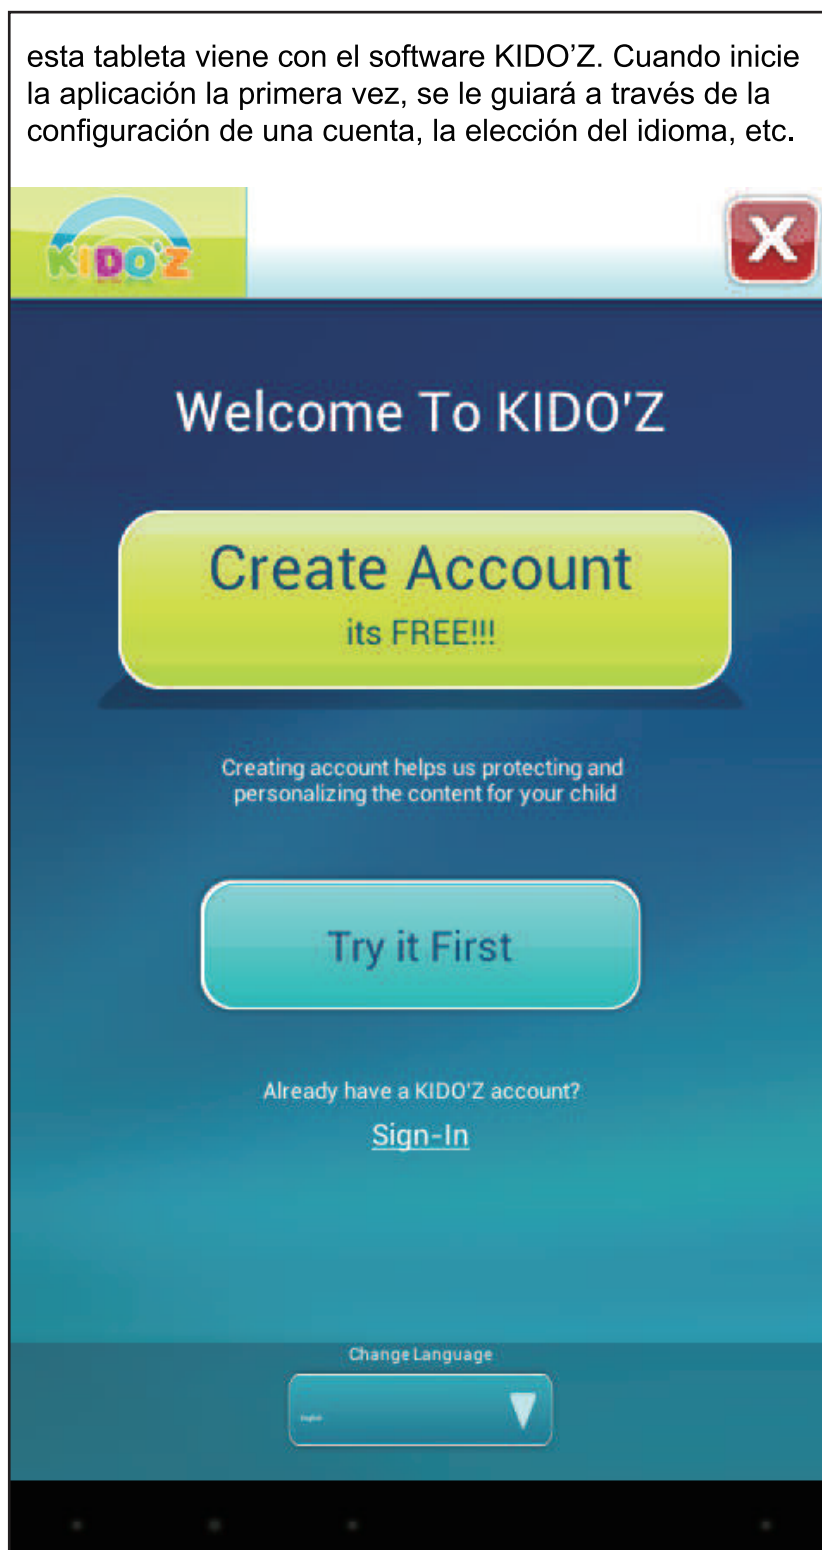 esta tableta viene con el software KIDO'Z. Cuando inicie
la aplicación la primera vez, se le guiará a través de la
configuración de una cuenta, la elección del idioma, etc.
KIDO'Z
X
Welcome To KIDO'Z
Create Account
its FREE!!!
Creating account helps us protecting and
personalizing the content for your child
Try it First
Already have a KIDO'Z account?
Sign-In
Change Language
English